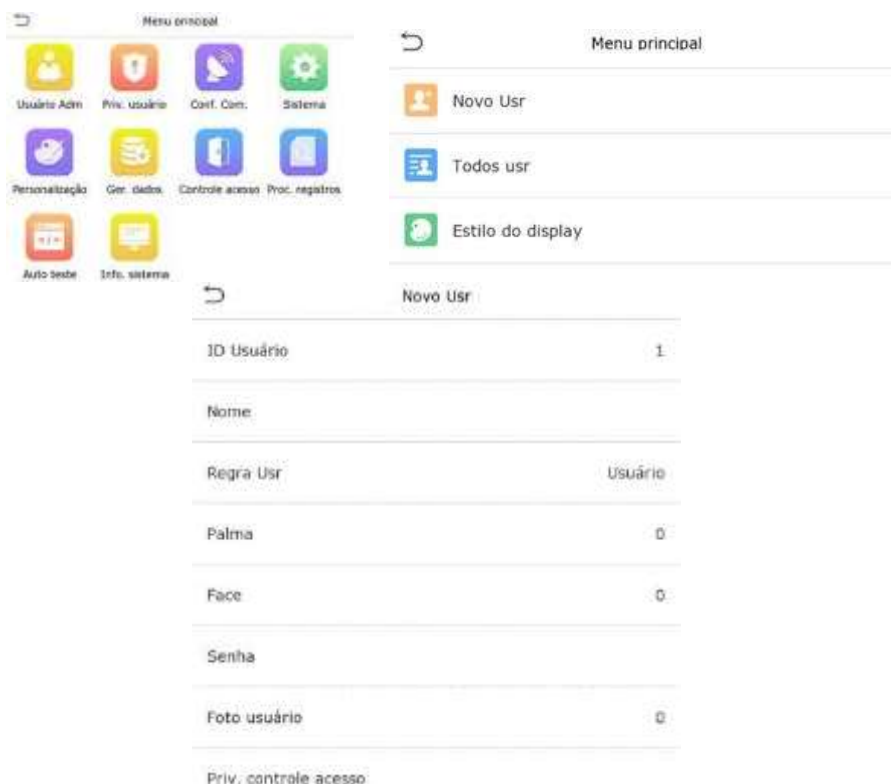 Menu principal
Usuário Adm Priv. usuário Conf. Com. Sistema
Personalização Ger. dados Controle acesso Proc. registros
Auto teste Info. sistema
Menu principal
Novo Usr
Todos usr
Estilo do display
Novo Usr
ID Usuário 1
Nome
Regra Usr Usuário
Palma 0
Face 0
Senha
Foto usuário 0
Priv. controle acesso